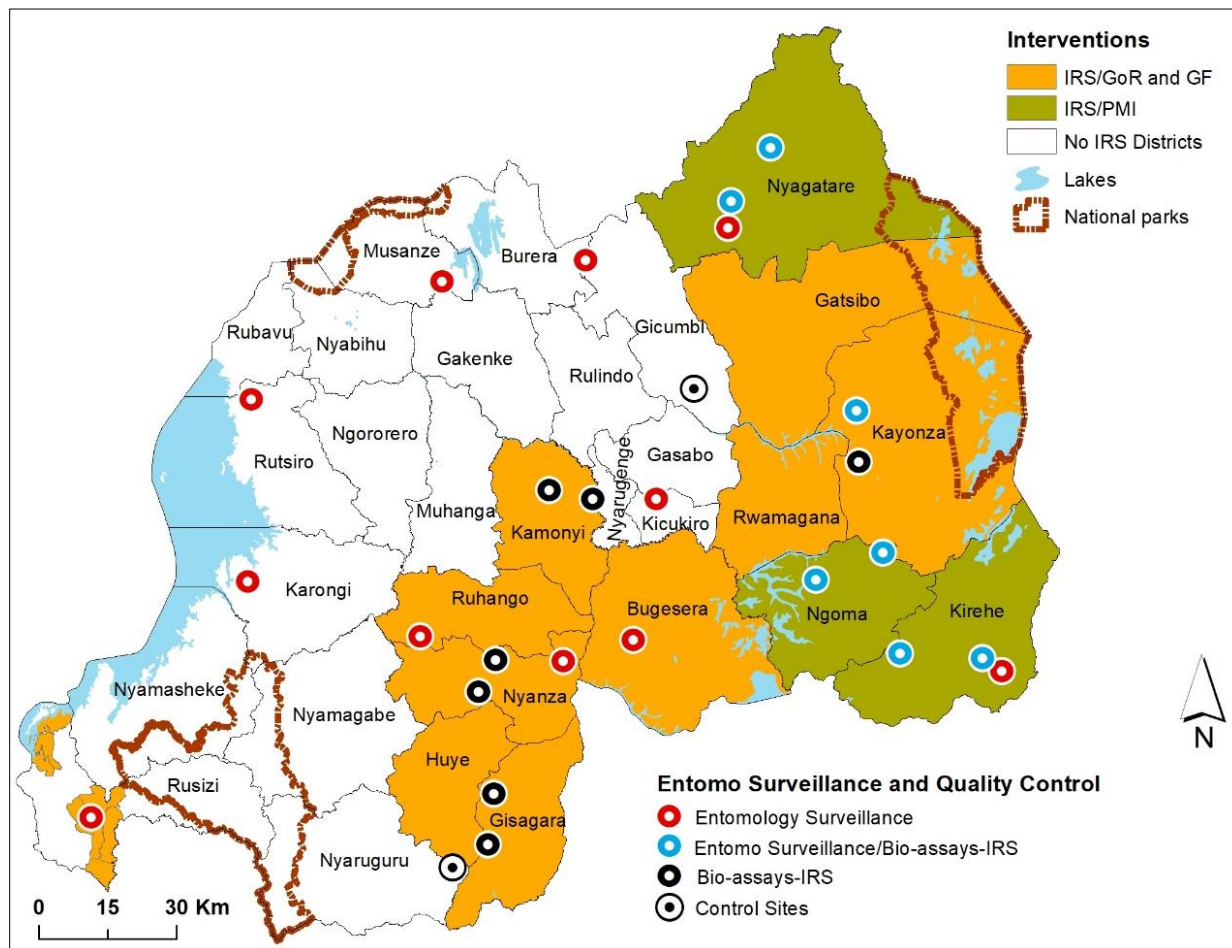 Interventions
IRS/GoR and GF
IRS/PMI
No IRS Districts
Lakes
National parks
Nyagatare
Musanze
Burera
Gatsibo
Gicumbi
Rubavu
Nyabihu
Gakenke
Rulindo
Kayonza
Ngororero
Gasabo
Rutsiro
Nyarugenge
Muhanga
Kamonyi
Kicukiro
Rwamagana
Karongi
Ruhango
Bugesera
Ngoma
Kirehe
Nyamasheke
Nyanza
Nyamagabe
Huye
Rusizi
Gisagara
Nyaruguru
N
Entomo Surveillance and Quality Control
Entomology Surveillance
Entomo Surveillance/Bio-assays-IRS
Bio-assays-IRS
Control Sites
0 15 30 Km